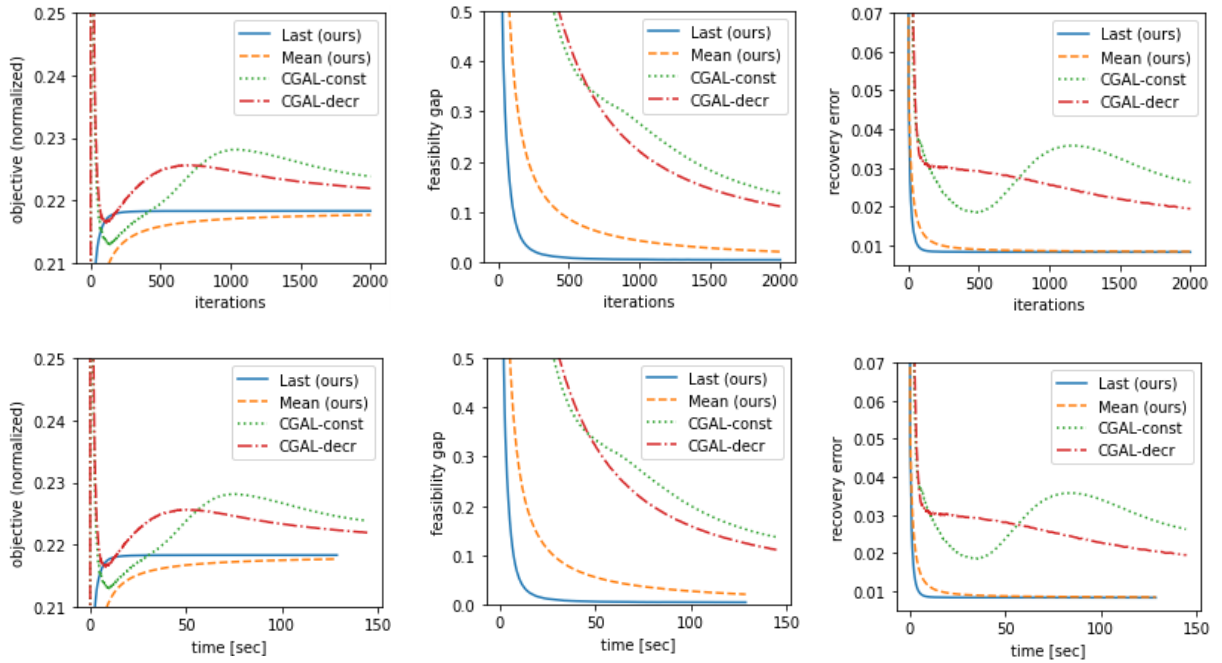 objective (normalized)
0.25
0.24
0.23
0.22
0.21
Last (ours)
Mean (ours)
CGAL-const
CGAL-decr
0
500
1000
1500
2000
iterations
feasibilty gap
0.5
0.4
0.3
0.2
0.1
0.0
Last (ours)
Mean (ours)
CGAL-const
CGAL-decr
0
500
1000
1500
2000
iterations
recovery error
0.07
0.06
0.05
0.04
0.03
0.02
0.01
Last (ours)
Mean (ours)
CGAL-const
CGAL-decr
0
500
1000
1500
2000
iterations
objective (normalized)
0.25
0.24
0.23
0.22
0.21
Last (ours)
Mean (ours)
CGAL-const
CGAL-decr
0
50
100
150
time [sec]
feasibility gap
0.5
0.4
0.3
0.2
0.1
0.0
Last (ours)
Mean (ours)
CGAL-const
CGAL-decr
0
50
100
150
time [sec]
recovery error
0.07
0.06
0.05
0.04
0.03
0.02
0.01
Last (ours)
Mean (ours)
CGAL-const
CGAL-decr
0
50
100
150
time [sec]